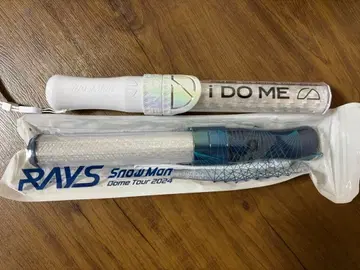 i DO ME
RAYS
Snow Man
Dome Tour 2024